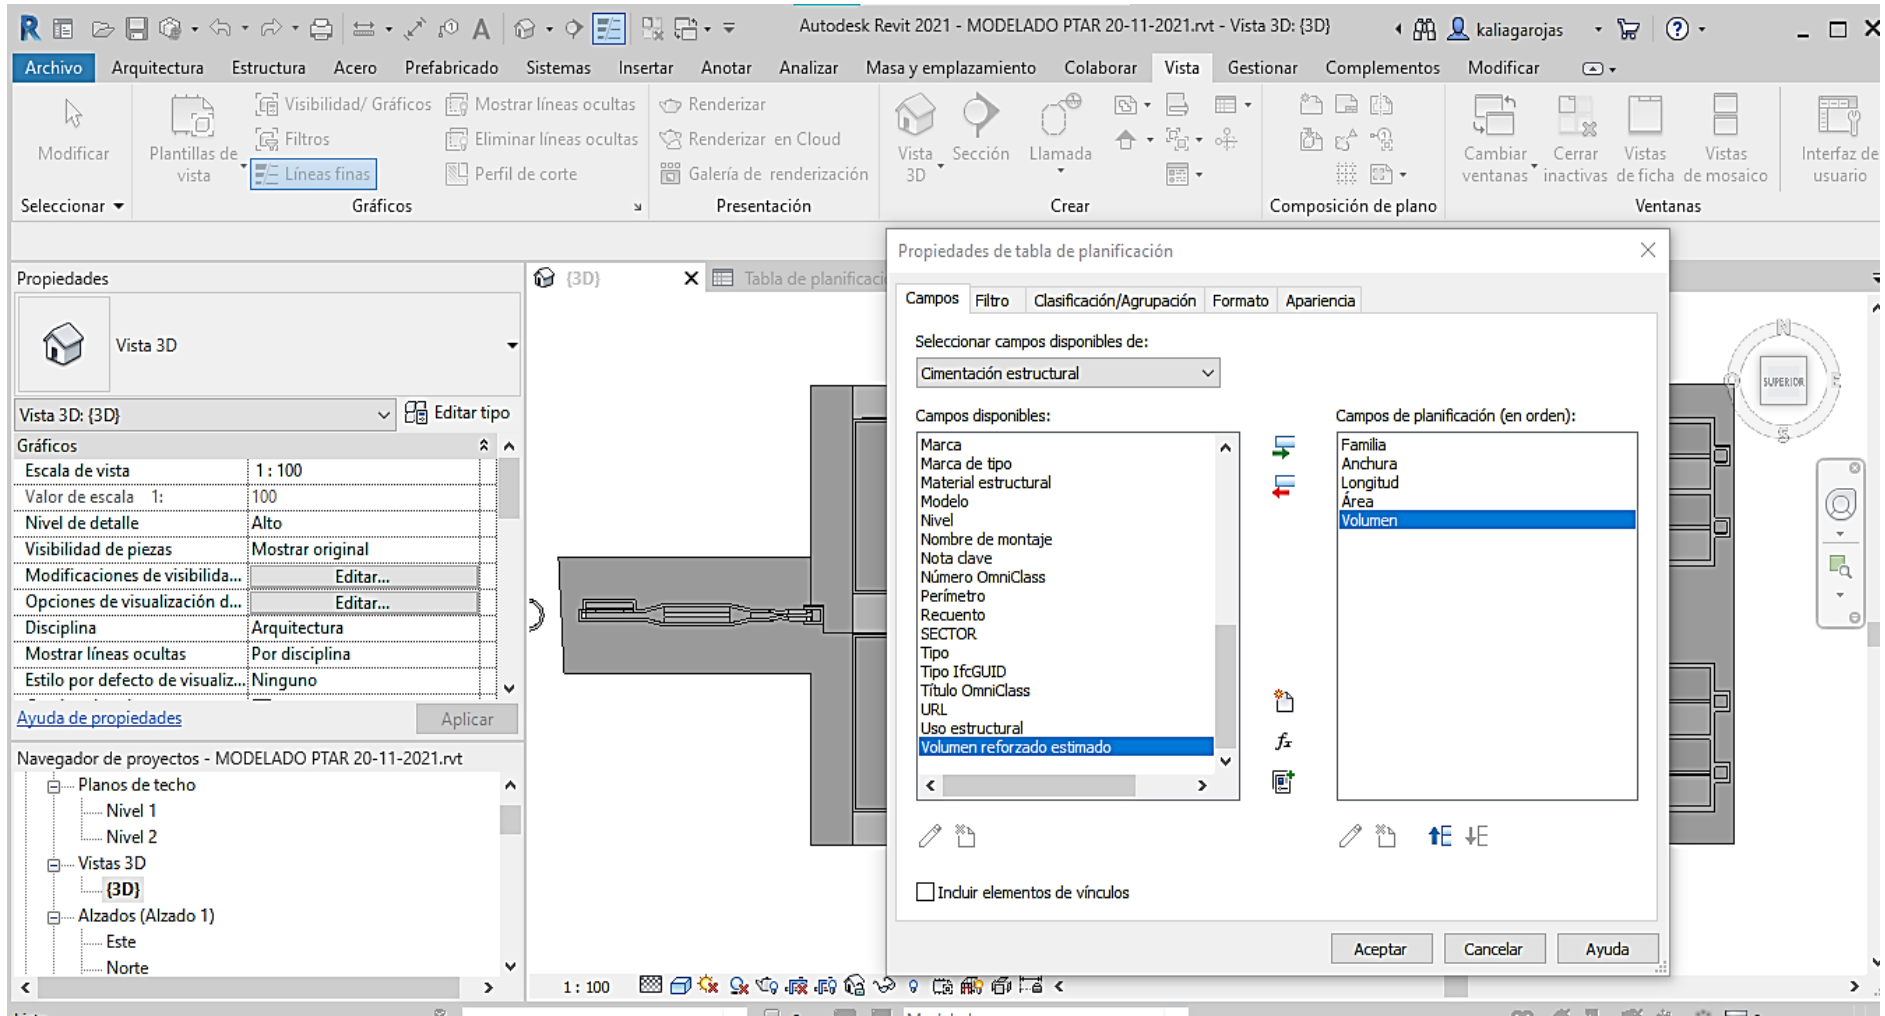 Autodesk Revit 2021 - MODELADO PTAR 20-11-2021.rvt - Vista 3D: {3D}
kaliagarojas
Archivo Arquitectura Estructura Acero Prefabricado Sistemas Insertar Anotar Analizar Masa y emplazamiento Colaborar Vista Gestionar Complementos Modificar
Modificar
Plantillas de vista
Visibilidad/ Gráficos
Filtros
Líneas finas
Mostrar líneas ocultas
Eliminar líneas ocultas
Perfil de corte
Renderizar
Renderizar en Cloud
Galería de renderización
Vista 3D
Sección
Llamada
Cambiar ventanas
Cerrar inactivas
Vistas de ficha
Vistas de mosaico
Interfaz de usuario
Seleccionar Gráficos Presentación Crear Composición de plano Ventanas
Propiedades
Vista 3D
Vista 3D: {3D} Editar tipo
Gráficos
Escala de vista 1 : 100
Valor de escala 1: 100
Nivel de detalle Alto
Visibilidad de piezas Mostrar original
Modificaciones de visibilida... Editar...
Opciones de visualización d... Editar...
Disciplina Arquitectura
Mostrar líneas ocultas Por disciplina
Estilo por defecto de visualiz... Ninguno
Ayuda de propiedades Aplicar
Navegador de proyectos - MODELADO PTAR 20-11-2021.rvt
Planos de techo
Nivel 1
Nivel 2
Vistas 3D
{3D}
Alzados (Alzado 1)
Este
Norte
{3D} Tabla de planificaci
SUPERIOR
N
E
S
O
1 : 100
Propiedades de tabla de planificación
Campos Filtro Clasificación/Agrupación Formato Apariencia
Seleccionar campos disponibles de:
Cimentación estructural
Campos disponibles:
Marca
Marca de tipo
Material estructural
Modelo
Nivel
Nombre de montaje
Nota clave
Número OmniClass
Perímetro
Recuento
SECTOR
Tipo
Tipo IfcGUID
Título OmniClass
URL
Uso estructural
Volumen reforzado estimado
Campos de planificación (en orden):
Familia
Anchura
Longitud
Área
Volumen
Incluir elementos de vínculos
Aceptar Cancelar Ayuda